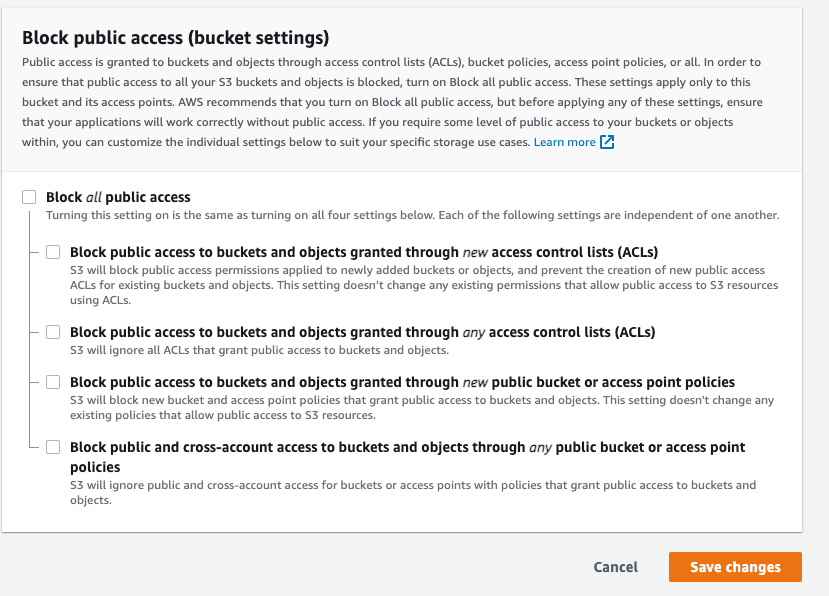 Block public access (bucket settings)
Public access is granted to buckets and objects through access control lists (ACLs), bucket policies, access point policies, or all. In order to
ensure that public access to all your S3 buckets and objects is blocked, turn on Block all public access. These settings apply only to this
bucket and its access points. AWS recommends that you turn on Block all public access, but before applying any of these settings, ensure
that your applications will work correctly without public access. If you require some level of public access to your buckets or objects
within, you can customize the individual settings below to suit your specific storage use cases. Learn more
Block all public access
Turning this setting on is the same as turning on all four settings below. Each of the following settings are independent of one another.
Block public access to buckets and objects granted through new access control lists (ACLs)
S3 will block public access permissions applied to newly added buckets or objects, and prevent the creation of new public access
ACLs for existing buckets and objects. This setting doesn't change any existing permissions that allow public access to S3 resources
using ACLs.
Block public access to buckets and objects granted through any access control lists (ACLs)
S3 will ignore all ACLs that grant public access to buckets and objects.
Block public access to buckets and objects granted through new public bucket or access point policies
S3 will block new bucket and access point policies that grant public access to buckets and objects. This setting doesn't change any
existing policies that allow public access to S3 resources.
Block public and cross-account access to buckets and objects through any public bucket or access point
policies
S3 will ignore public and cross-account access for buckets or access points with policies that grant public access to buckets and
objects.
Cancel Save changes